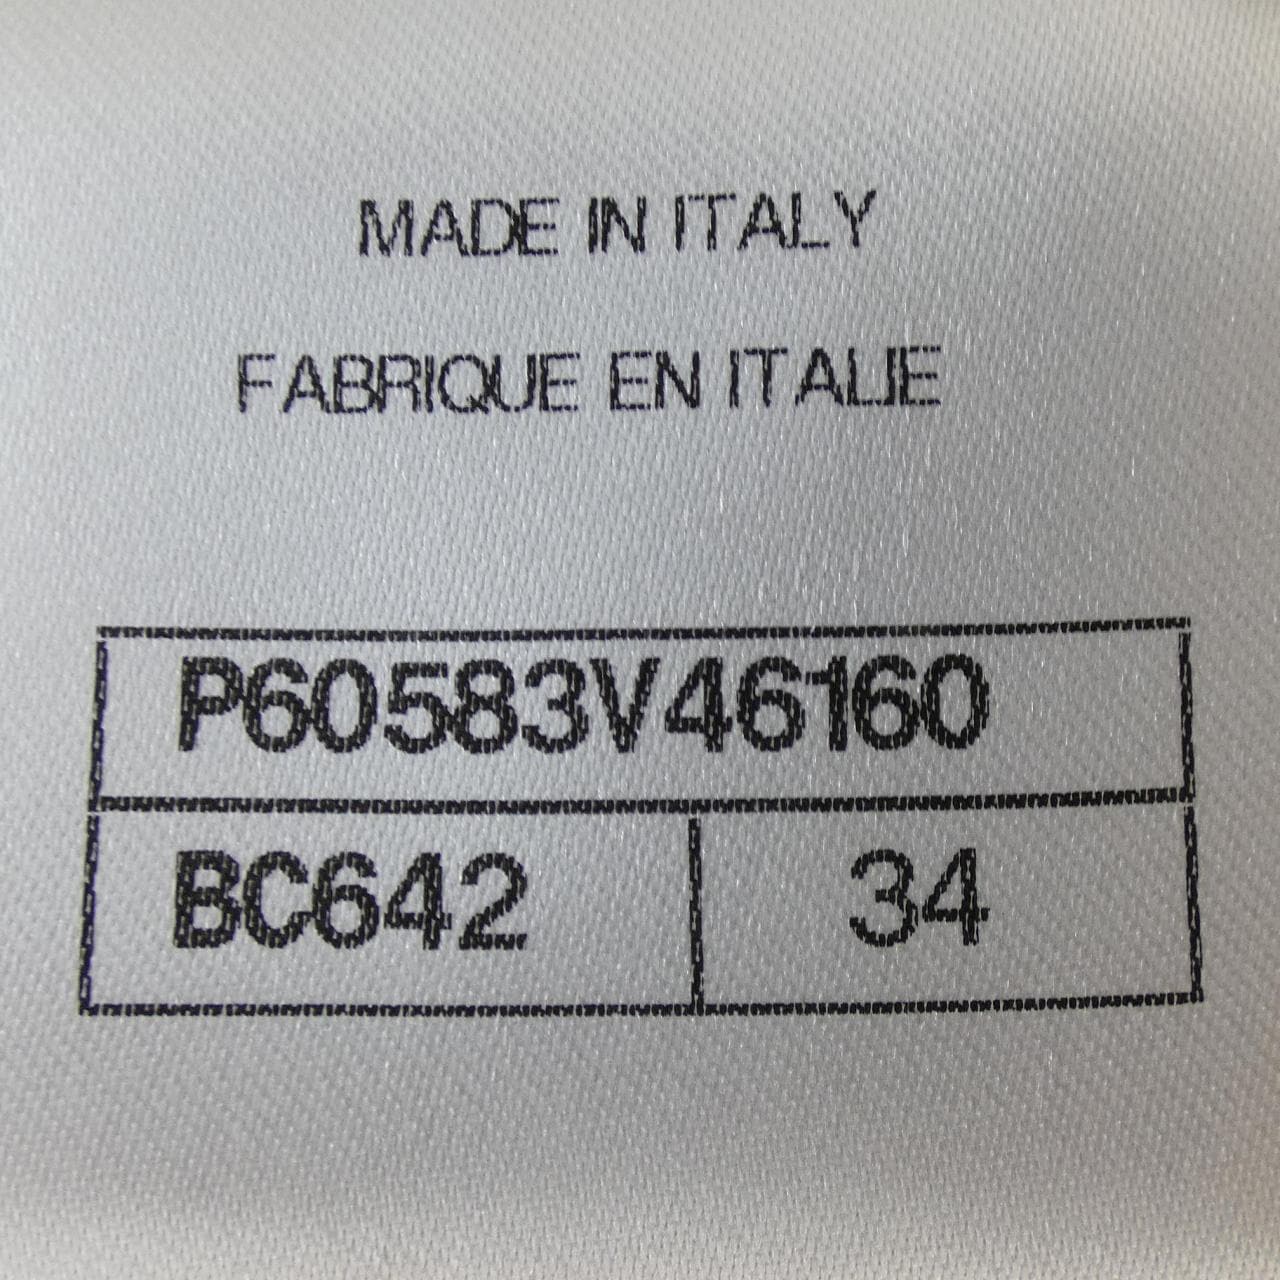 MADE IN ITALY
FABRIQUE EN ITALIE
P60583V46160
BC642 34